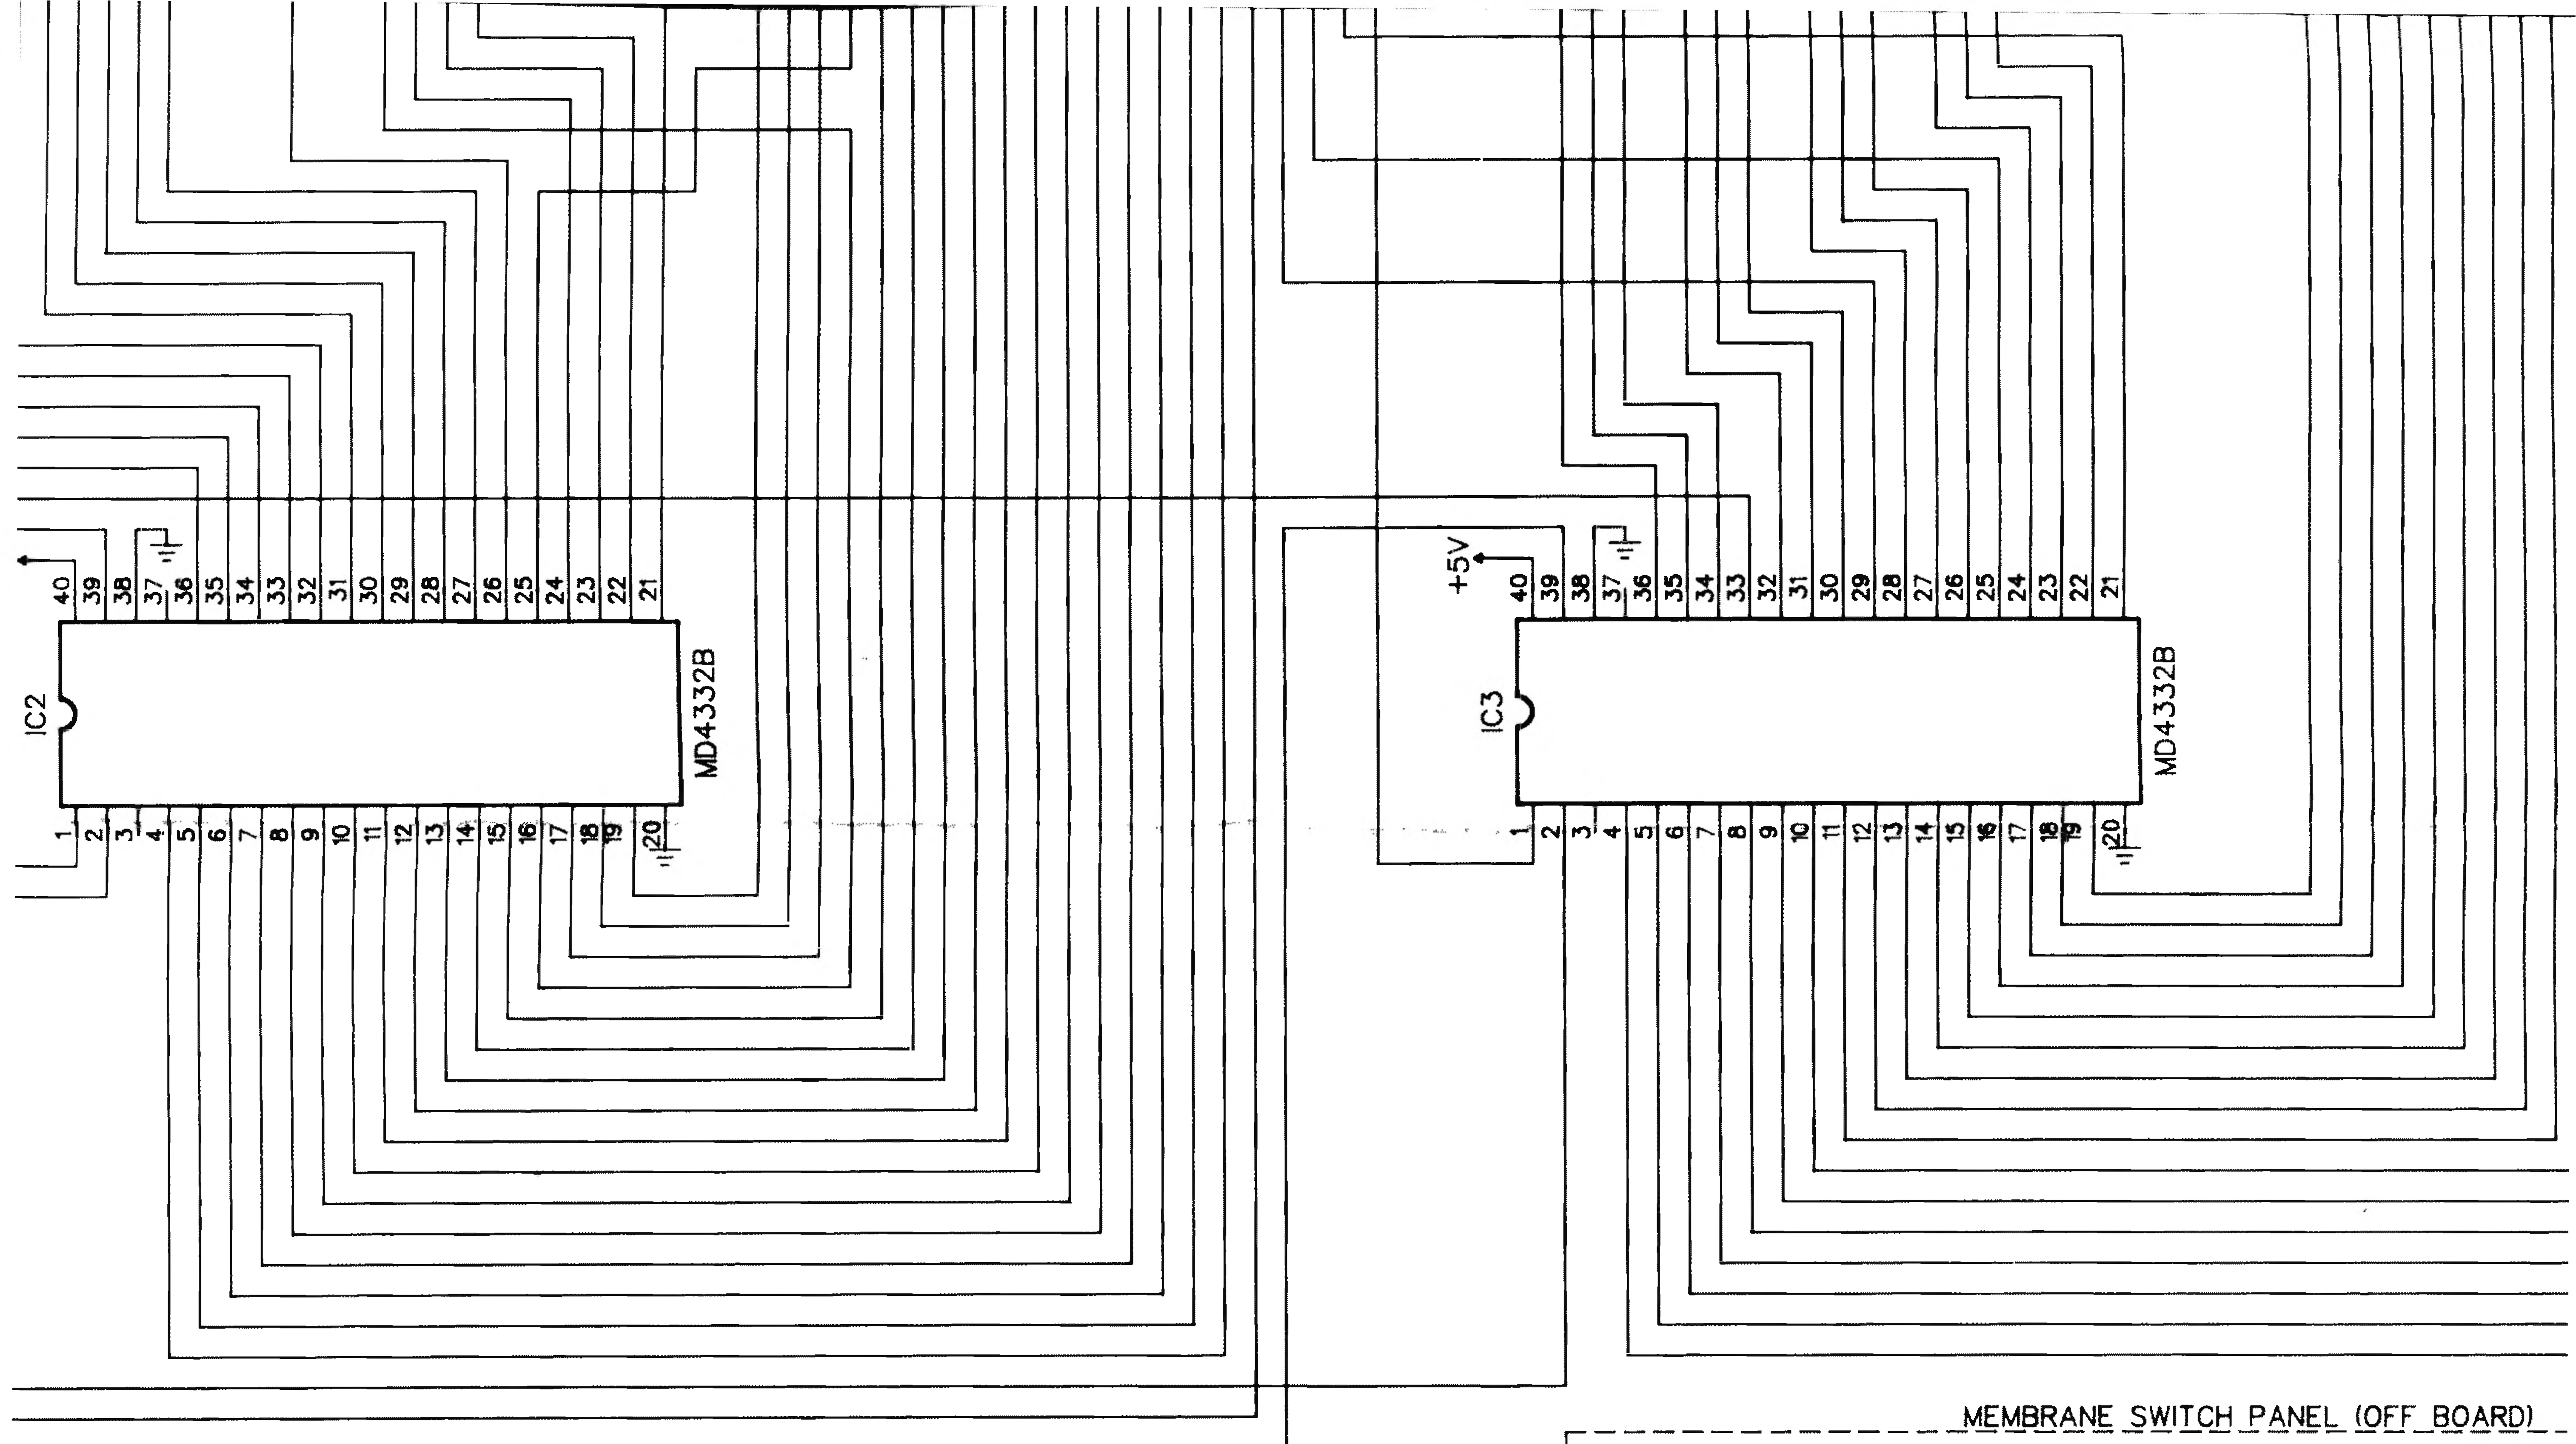 +5V
40 39 38 37 36 35 34 33 32 31 30 29 28 27 26 25 24 23 22 21
40 39 38 37 36 35 34 33 32 31 30 29 28 27 26 25 24 23 22 21
IC2
MD4332B
IC3
MD4332B
1 2 3 4 5 6 7 8 9 10 11 12 13 14 15 16 17 18 19 20
1 2 3 4 5 6 7 8 9 10 11 12 13 14 15 16 17 18 19 20
MEMBRANE SWITCH PANEL (OFF BOARD)